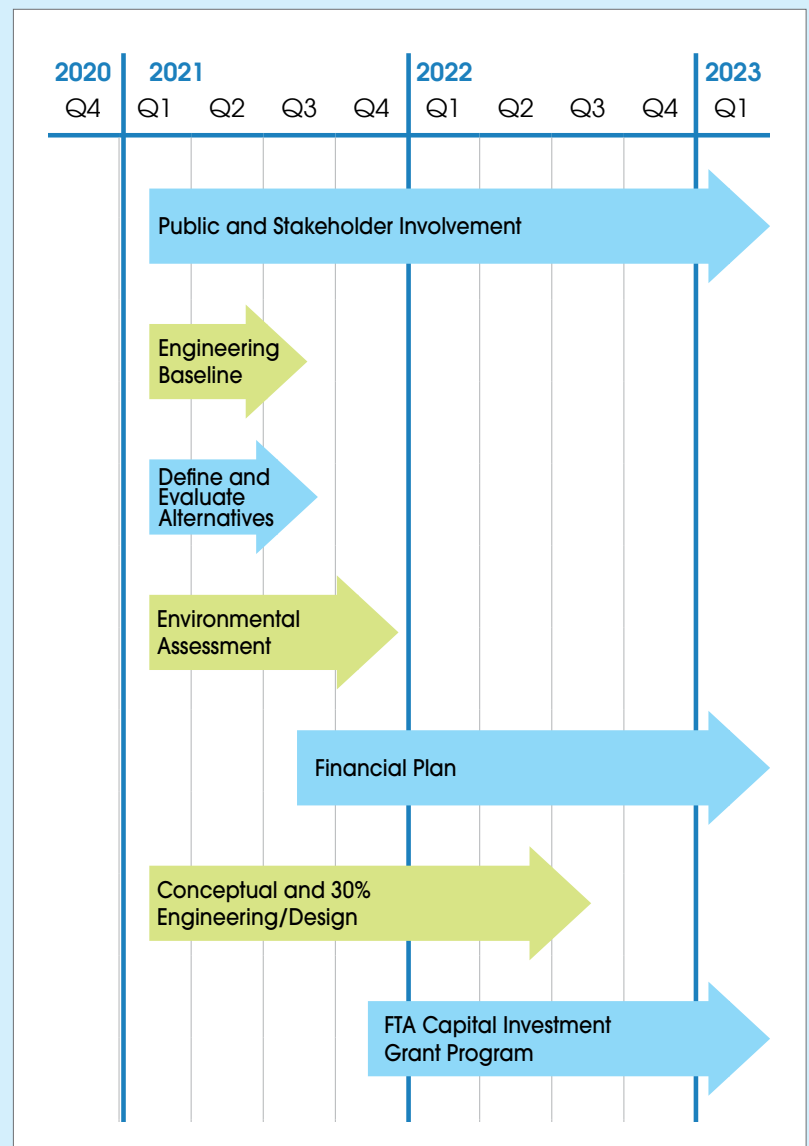 2020 2021 2022 2023
Q4 Q1 Q2 Q3 Q4 Q1 Q2 Q3 Q4 Q1
Public and Stakeholder Involvement
Engineering
Baseline
Define and
Evaluate
Alternatives
Environmental
Assessment
Financial Plan
Conceptual and 30%
Engineering/Design
FTA Capital Investment
Grant Program